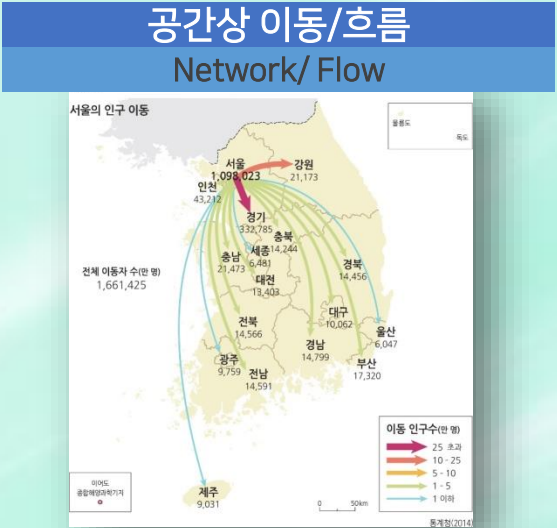 공간상 이동/흐름
Network/ Flow
서울의 인구 이동
울릉도
독도
서울
1,098,023
강원
21,173
인천
43,212
경기
332,785
충북
14,244
충남
21,473
세종
6,481
대전
13,403
경북
14,456
전체 이동자 수(만 명)
1,661,425
전북
14,566
대구
10,062
울산
6,047
경남
14,799
부산
17,320
광주
9,759
전남
14,591
이동 인구수(만 명)
25 초과
10 - 25
5 - 10
1 - 5
1 이하
이어도
종합해양과학기지
제주
9,031
0 50km
통계청(2014)